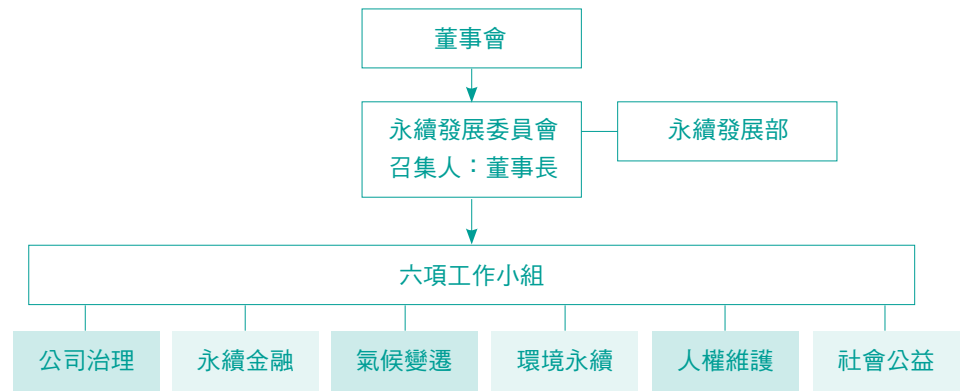 董事會
永續發展委員會
召集人：董事長
永續發展部
六項工作小組
公司治理
永續金融
氣候變遷
環境永續
人權維護
社會公益